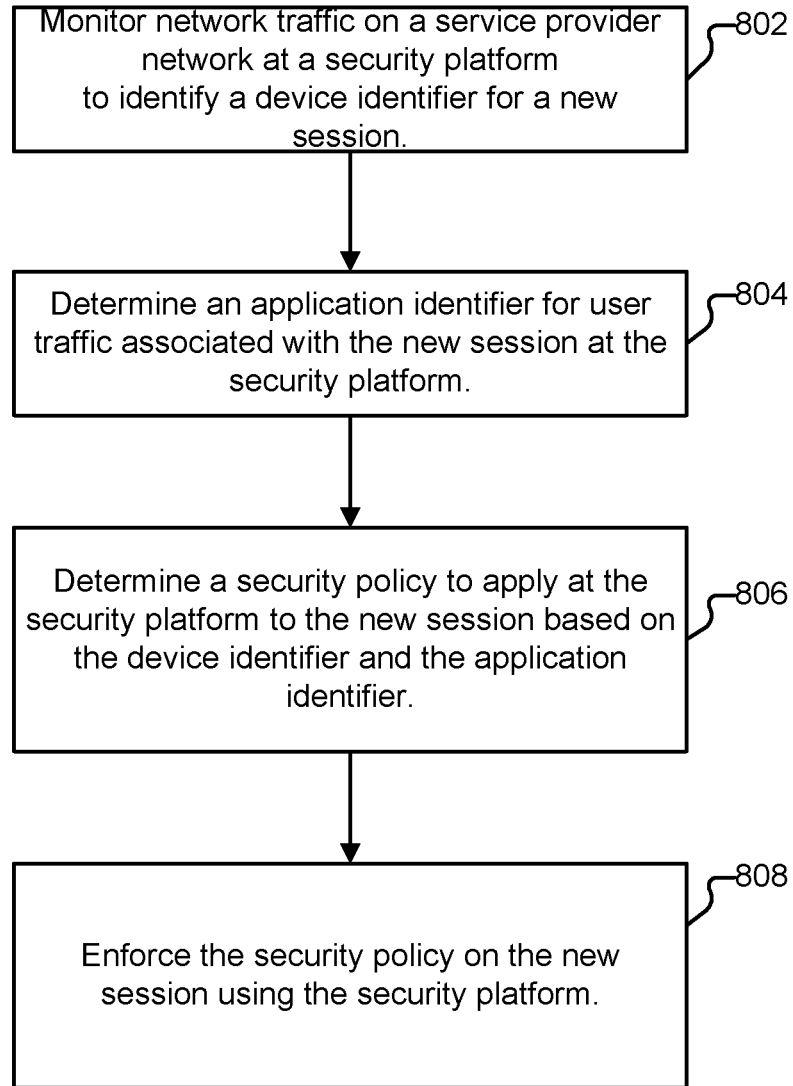 Monitor network traffic on a service provider
network at a security platform
to identify a device identifier for a new
session.
802
Determine an application identifier for user
traffic associated with the new session at the
security platform.
804
Determine a security policy to apply at the
security platform to the new session based on
the device identifier and the application
identifier.
806
Enforce the security policy on the new
session using the security platform.
808